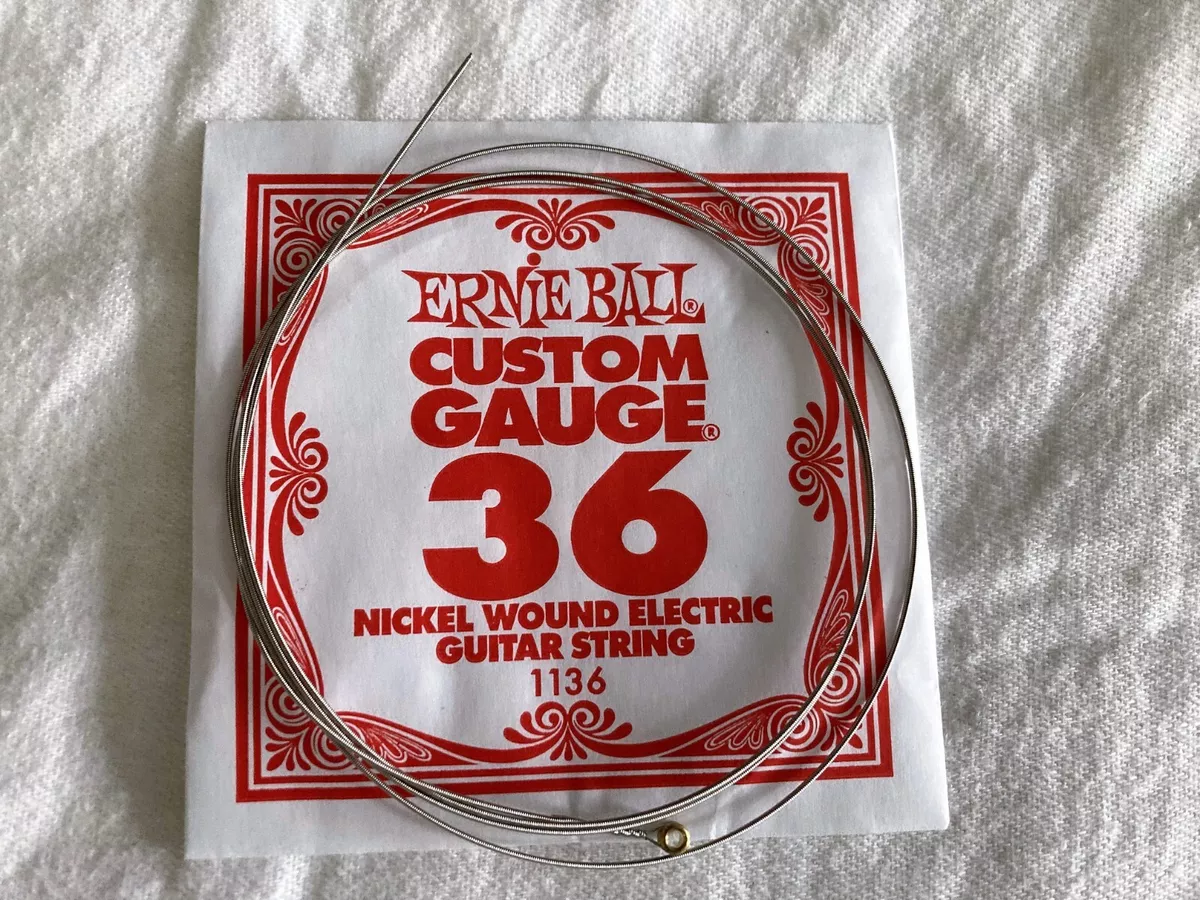 ERNiE BALL®
CUSTOM
GAUGE®
36
NICKEL WOUND ELECTRIC
GUITAR STRING
1136